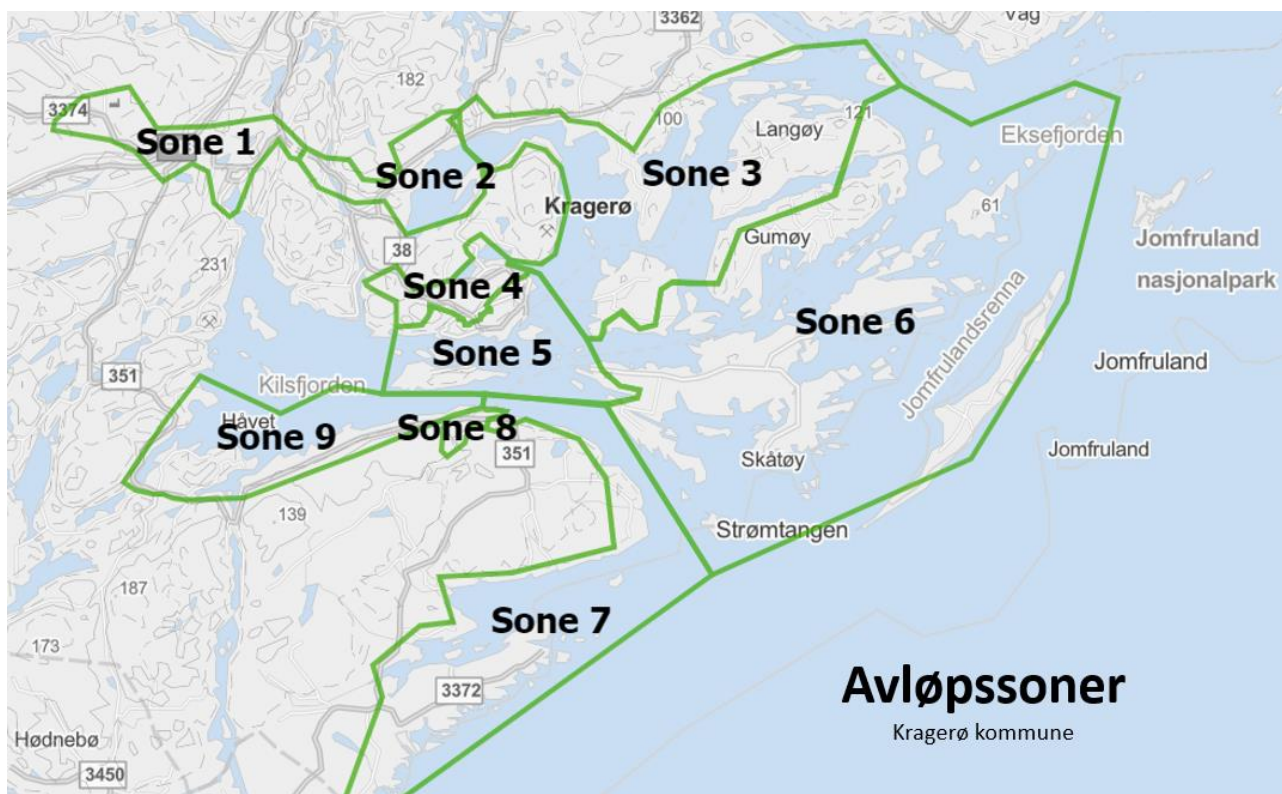 3362
Våg
182
3374
100
121
Langøy
Eksefjorden
Sone 1
Sone 2
Sone 3
61
Kragerø
Gumøy
Jomfruland
nasjonalpark
38
231
Sone 4
Sone 6
Jomfrulandsrenna
Sone 5
351
Kilsfjorden
Jomfruland
Håvet
Sone 9
Sone 8
351
Skåtøy
Jomfruland
139
Strømtangen
187
Sone 7
173
3372
Avløpssoner
Kragerø kommune
Hødnebø
3450